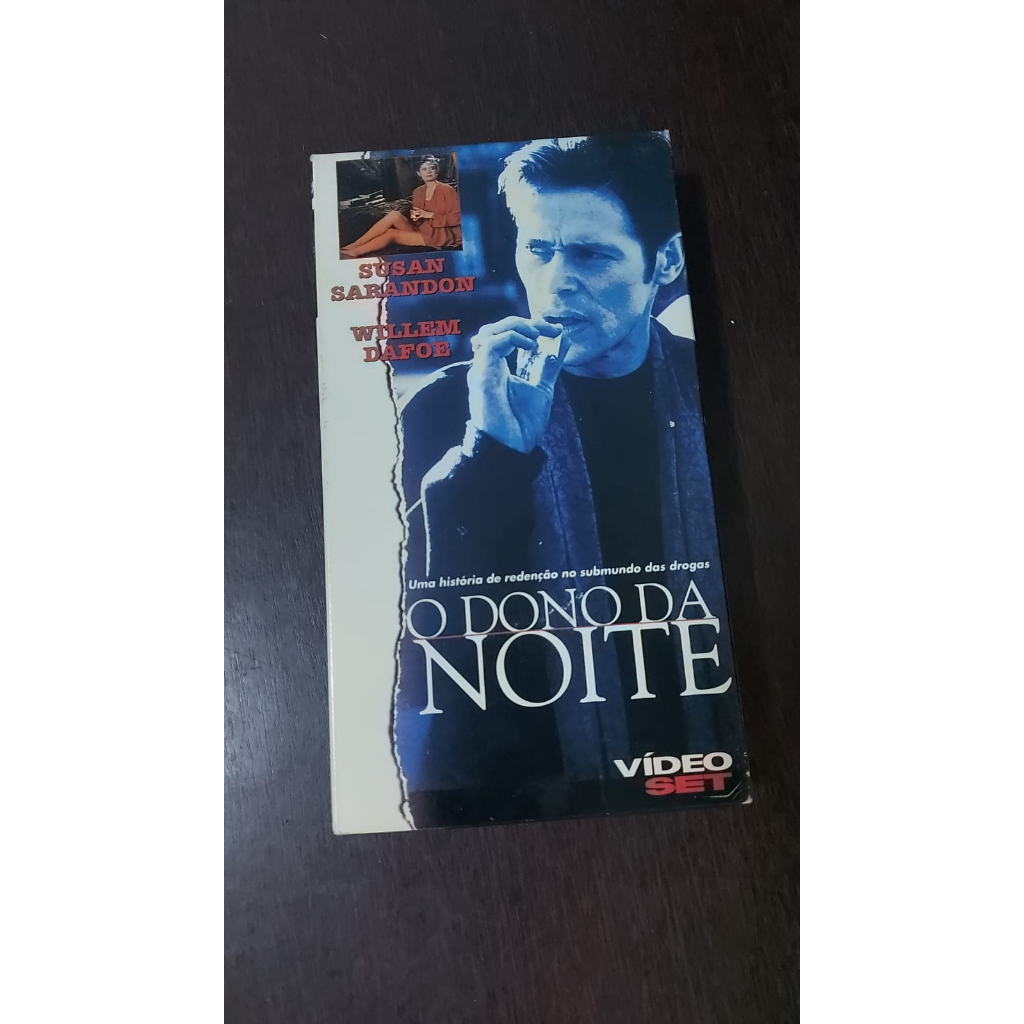 SUSAN
SARANDON
WILLEM
DAFOE
Uma história de redenção no submundo das drogas
O DONO DA
NOITE
VÍDEO
SET